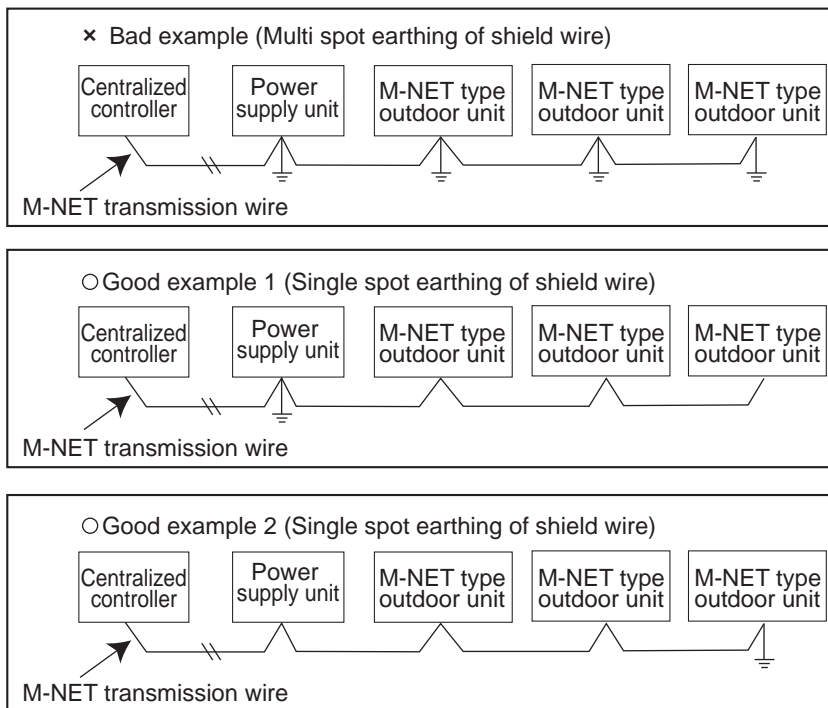 × Bad example (Multi spot earthing of shield wire)
Centralized controller
Power supply unit
M-NET type outdoor unit
M-NET type outdoor unit
M-NET type outdoor unit
M-NET transmission wire
○ Good example 1 (Single spot earthing of shield wire)
Centralized controller
Power supply unit
M-NET type outdoor unit
M-NET type outdoor unit
M-NET type outdoor unit
M-NET transmission wire
○ Good example 2 (Single spot earthing of shield wire)
Centralized controller
Power supply unit
M-NET type outdoor unit
M-NET type outdoor unit
M-NET type outdoor unit
M-NET transmission wire